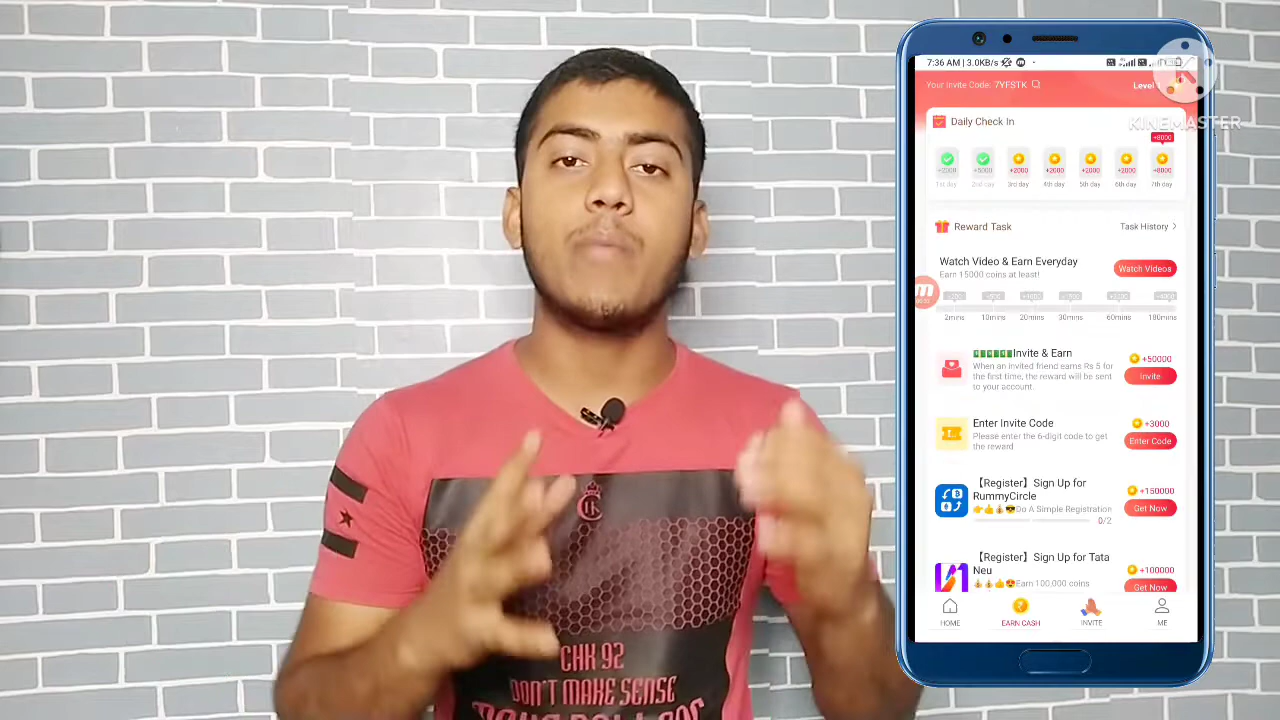 7:36 AM | 3.0KB/s
Your Invite Code: 7YFSTK
Level
KINEMASTER
Daily Check In
+8000
+2000
+2000
+2000
+2000
+8000
1st day
2nd day
3rd day
4th day
5th day
6th day
7th day
Reward Task
Task History
Watch Video & Earn Everyday
Earn 15000 coins at least!
Watch Videos
2mins
10mins
20mins
30mins
60mins
180mins
Invite & Earn
+50000
When an invited friend earns Rs 5 for
the first time, the reward will be sent
to your account.
Invite
Enter Invite Code
+3000
Please enter the 6-digit code to get
the reward
Enter Code
【Register】Sign Up for
RummyCircle
+150000
Do A Simple Registration
Get Now
0/2
【Register】Sign Up for Tata
Neu
+100000
Earn 100,000 coins
Get Now
HOME
EARN CASH
INVITE
ME
CHK 92
DON'T MAKE SENSE